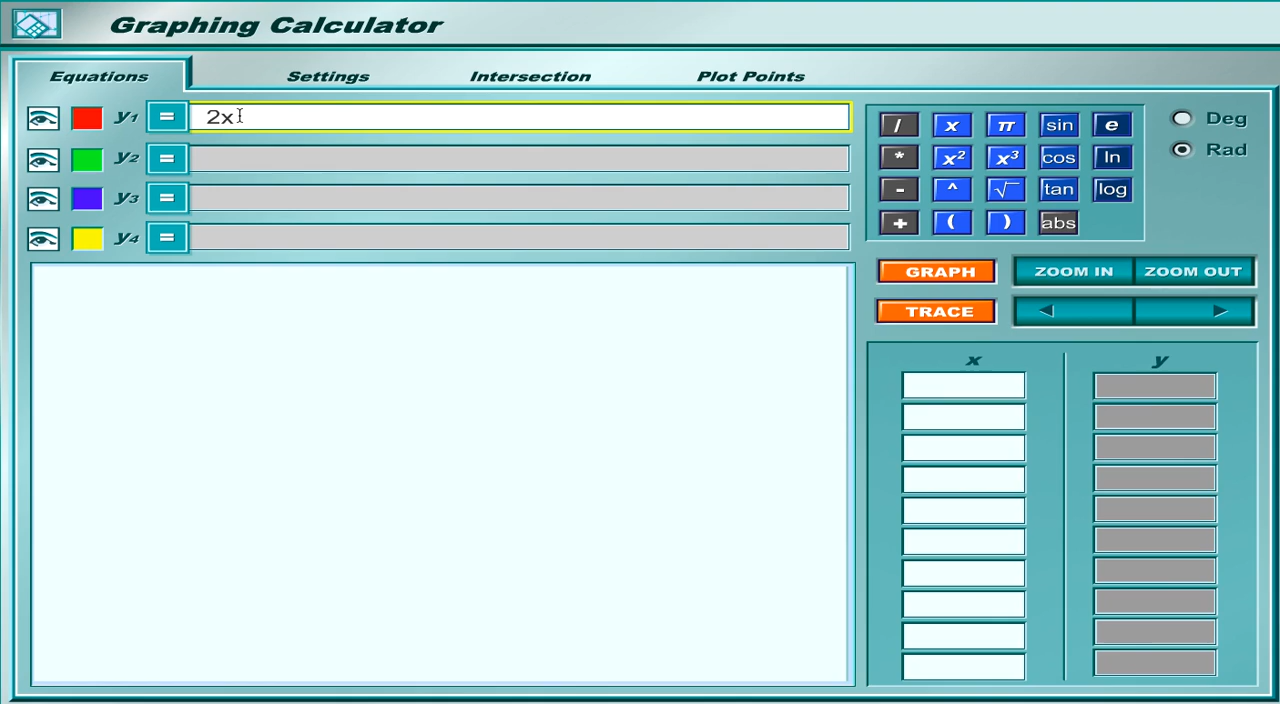 Graphing Calculator
Equations Settings Intersection Plot Points
y₁ = 2x
y₂ =
y₃ =
y₄ =
/ x π sin e
* x² x³ cos ln
- ^ √ tan log
+ ( ) abs
Deg
Rad
GRAPH ZOOM IN ZOOM OUT
TRACE ◄ ►
x y